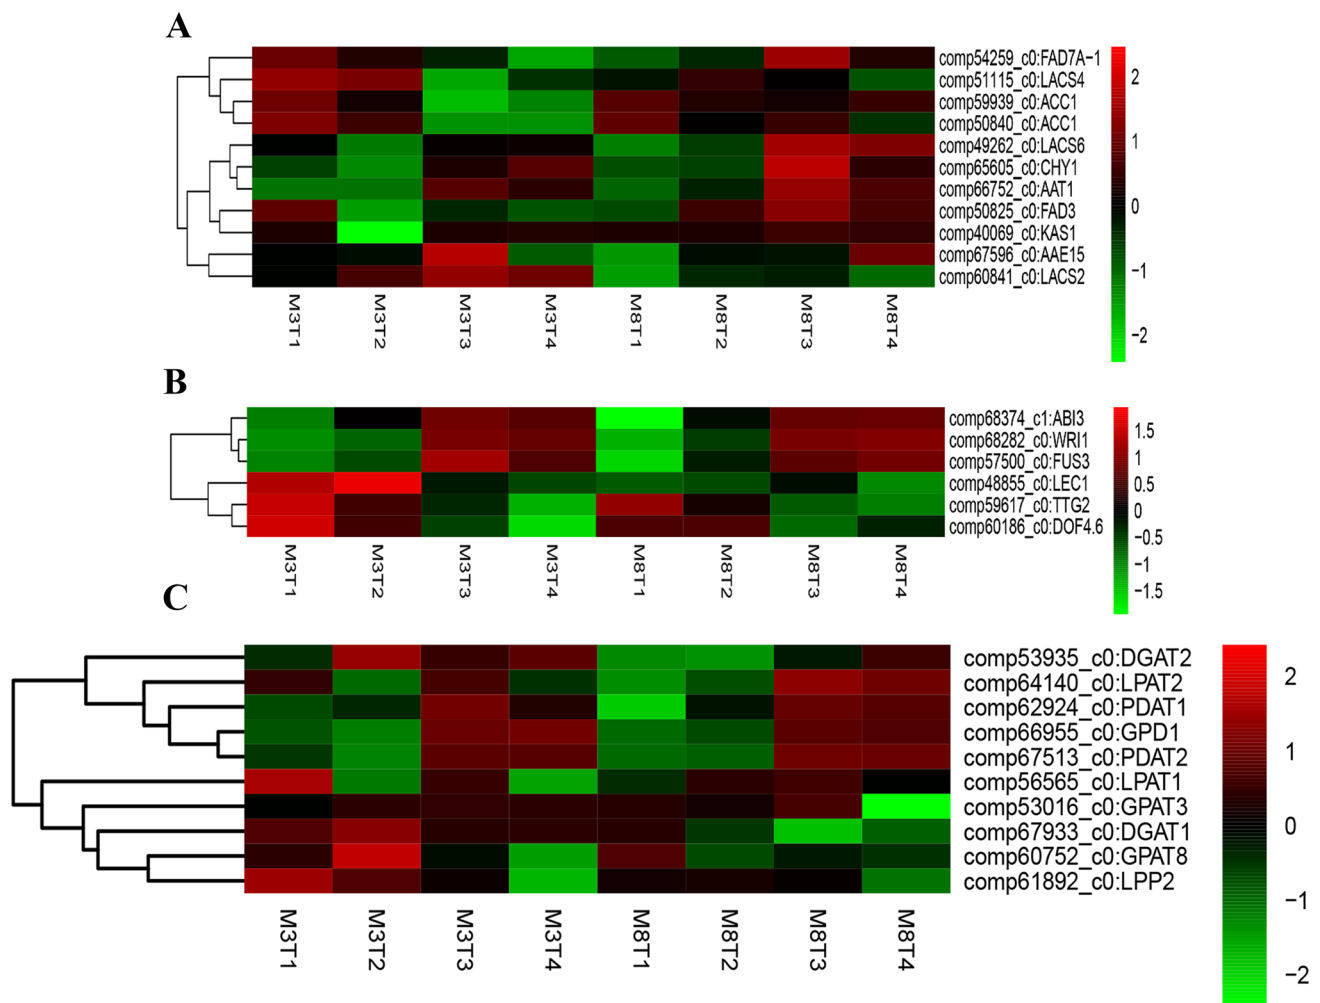 A
comp54259_c0:FAD7A-1
comp51115_c0:LACS4
comp59939_c0:ACC1
comp50840_c0:ACC1
comp49262_c0:LACS6
comp65605_c0:CHY1
comp66752_c0:AAT1
comp50825_c0:FAD3
comp40069_c0:KAS1
comp67596_c0:AAE15
comp60841_c0:LACS2
2
1
0
−1
−2
M3T1 M3T2 M3T3 M3T4 M8T1 M8T2 M8T3 M8T4
B
comp68374_c1:ABI3
comp68282_c0:WRI1
comp57500_c0:FUS3
comp48855_c0:LEC1
comp59617_c0:TTG2
comp60186_c0:DOF4.6
1.5
1
0.5
0
−0.5
−1
−1.5
M3T1 M3T2 M3T3 M3T4 M8T1 M8T2 M8T3 M8T4
C
comp53935_c0:DGAT2
comp64140_c0:LPAT2
comp62924_c0:PDAT1
comp66955_c0:GPD1
comp67513_c0:PDAT2
comp56565_c0:LPAT1
comp53016_c0:GPAT3
comp67933_c0:DGAT1
comp60752_c0:GPAT8
comp61892_c0:LPP2
2
1
0
−1
−2
M3T1 M3T2 M3T3 M3T4 M8T1 M8T2 M8T3 M8T4